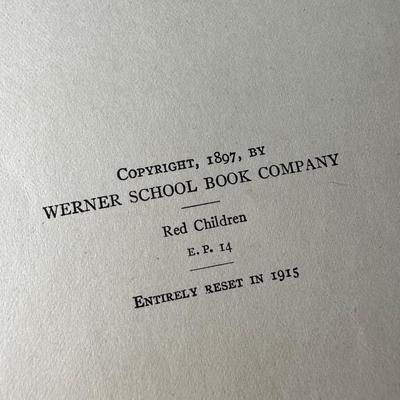 Copyright, 1897, by
WERNER SCHOOL BOOK COMPANY
Red Children
E. P. 14
Entirely reset in 1915